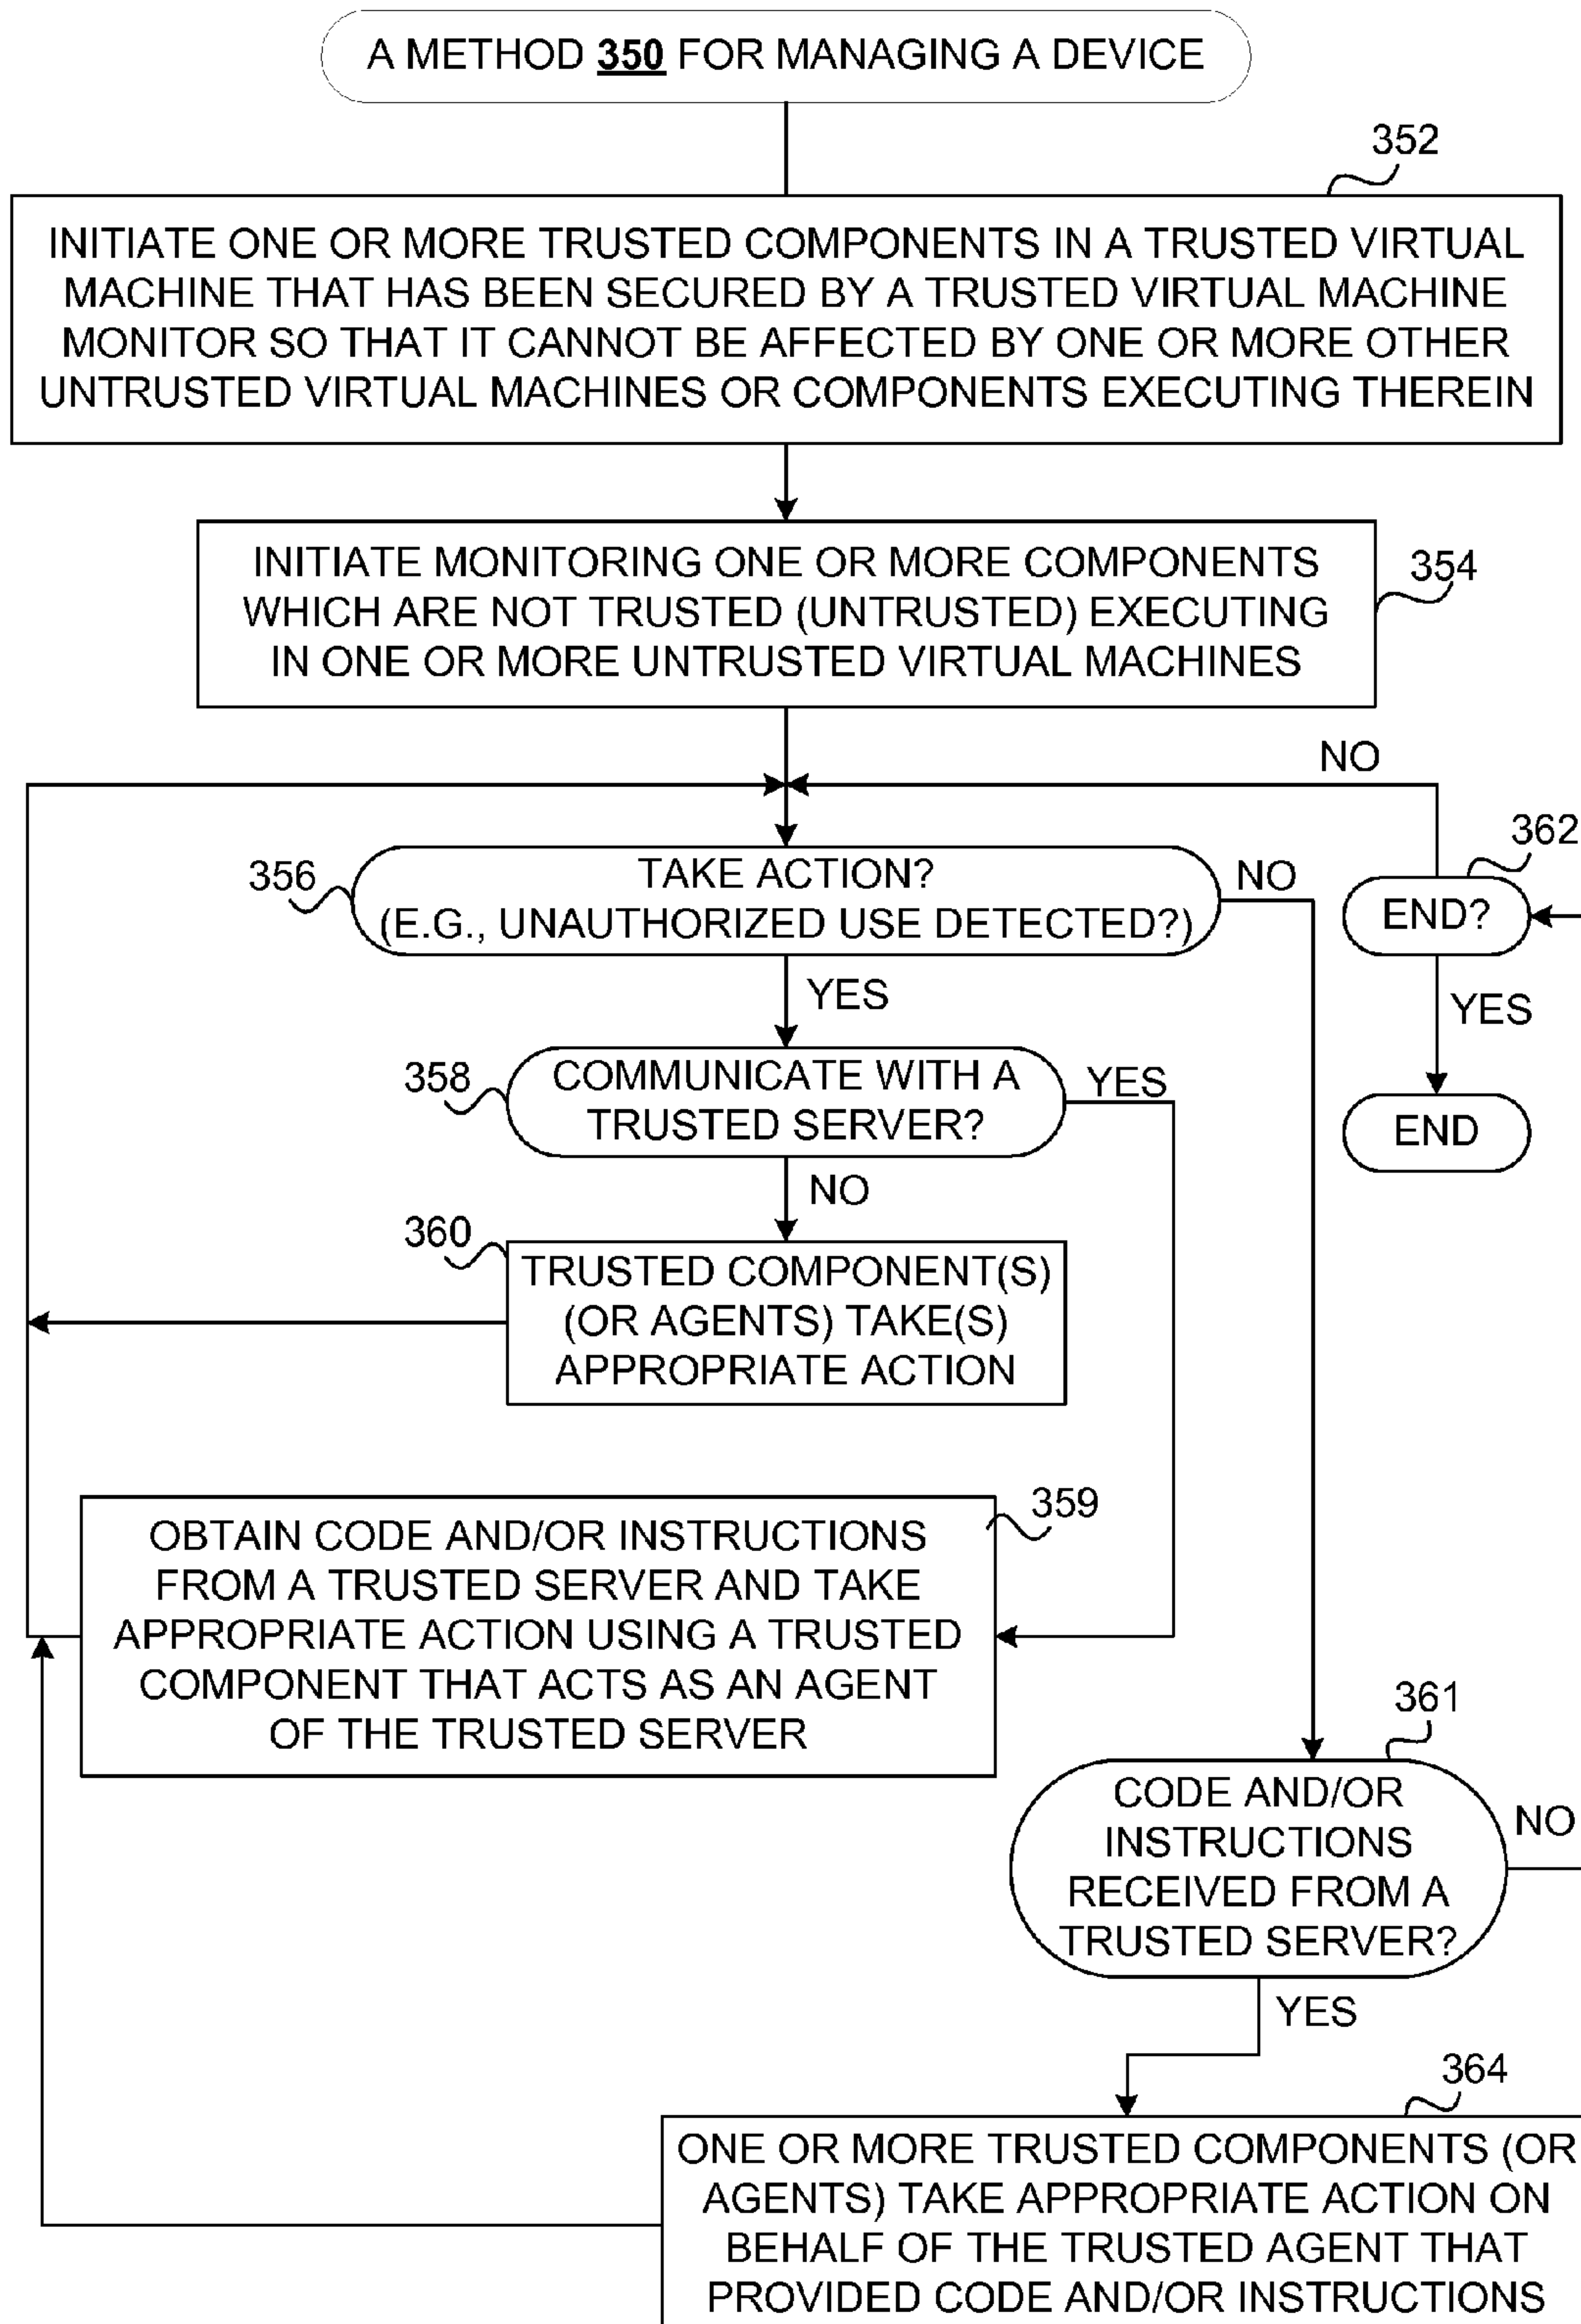 A METHOD 350 FOR MANAGING A DEVICE
352
INITIATE ONE OR MORE TRUSTED COMPONENTS IN A TRUSTED VIRTUAL
MACHINE THAT HAS BEEN SECURED BY A TRUSTED VIRTUAL MACHINE
MONITOR SO THAT IT CANNOT BE AFFECTED BY ONE OR MORE OTHER
UNTRUSTED VIRTUAL MACHINES OR COMPONENTS EXECUTING THEREIN
INITIATE MONITORING ONE OR MORE COMPONENTS
WHICH ARE NOT TRUSTED (UNTRUSTED) EXECUTING
IN ONE OR MORE UNTRUSTED VIRTUAL MACHINES
354
NO
362
356
TAKE ACTION?
(E.G., UNAUTHORIZED USE DETECTED?)
NO
END?
YES
YES
358
COMMUNICATE WITH A
TRUSTED SERVER?
YES
END
NO
360
TRUSTED COMPONENT(S)
(OR AGENTS) TAKE(S)
APPROPRIATE ACTION
359
OBTAIN CODE AND/OR INSTRUCTIONS
FROM A TRUSTED SERVER AND TAKE
APPROPRIATE ACTION USING A TRUSTED
COMPONENT THAT ACTS AS AN AGENT
OF THE TRUSTED SERVER
361
CODE AND/OR
INSTRUCTIONS
RECEIVED FROM A
TRUSTED SERVER?
NO
YES
364
ONE OR MORE TRUSTED COMPONENTS (OR
AGENTS) TAKE APPROPRIATE ACTION ON
BEHALF OF THE TRUSTED AGENT THAT
PROVIDED CODE AND/OR INSTRUCTIONS